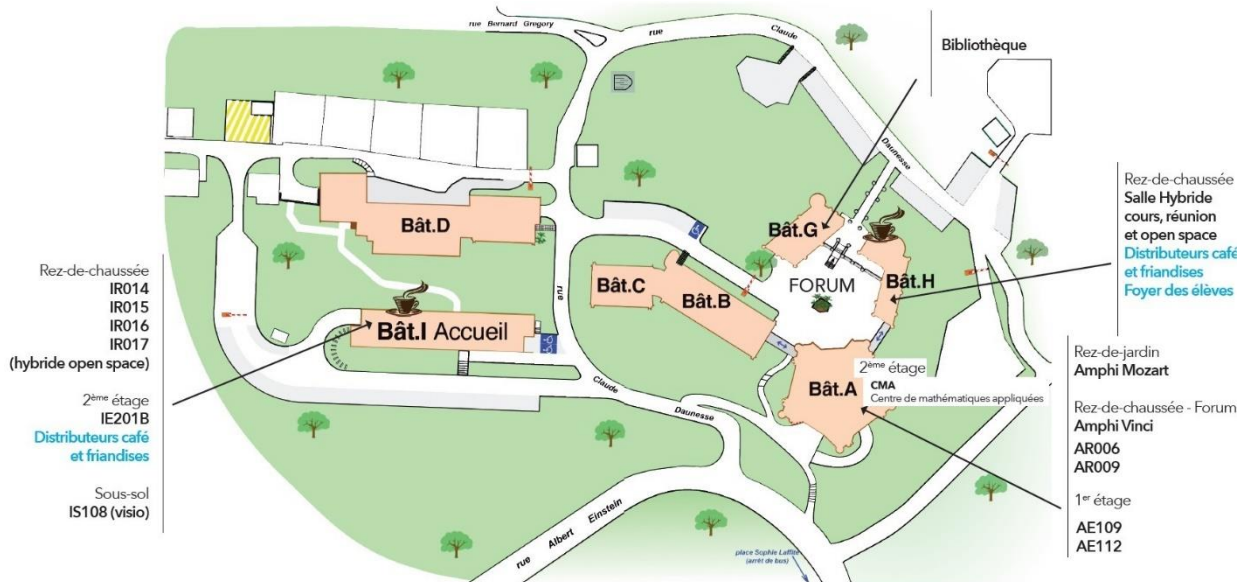 rue Bernard Gregory
rue
Claude
Daunesse
Bibliothèque
Rez-de-chaussée
Salle Hybride
cours, réunion
et open space
Distributeurs café
et friandises
Foyer des élèves
Bât.D
Bât.G
Bât.H
FORUM
Bât.C
Bât.B
rue
Bât.I Accueil
Rez-de-chaussée
IR014
IR015
IR016
IR017
(hybride open space)
2ème étage
IE201B
Distributeurs café
et friandises
Sous-sol
IS108 (visio)
2ème étage
CMA
Centre de mathématiques appliquées
Bât.A
Claude
Daunesse
Rez-de-jardin
Amphi Mozart
Rez-de-chaussée - Forum
Amphi Vinci
AR006
AR009
1er étage
AE109
AE112
rue Albert Einstein
place Sophie Laffite
(arrêt de bus)